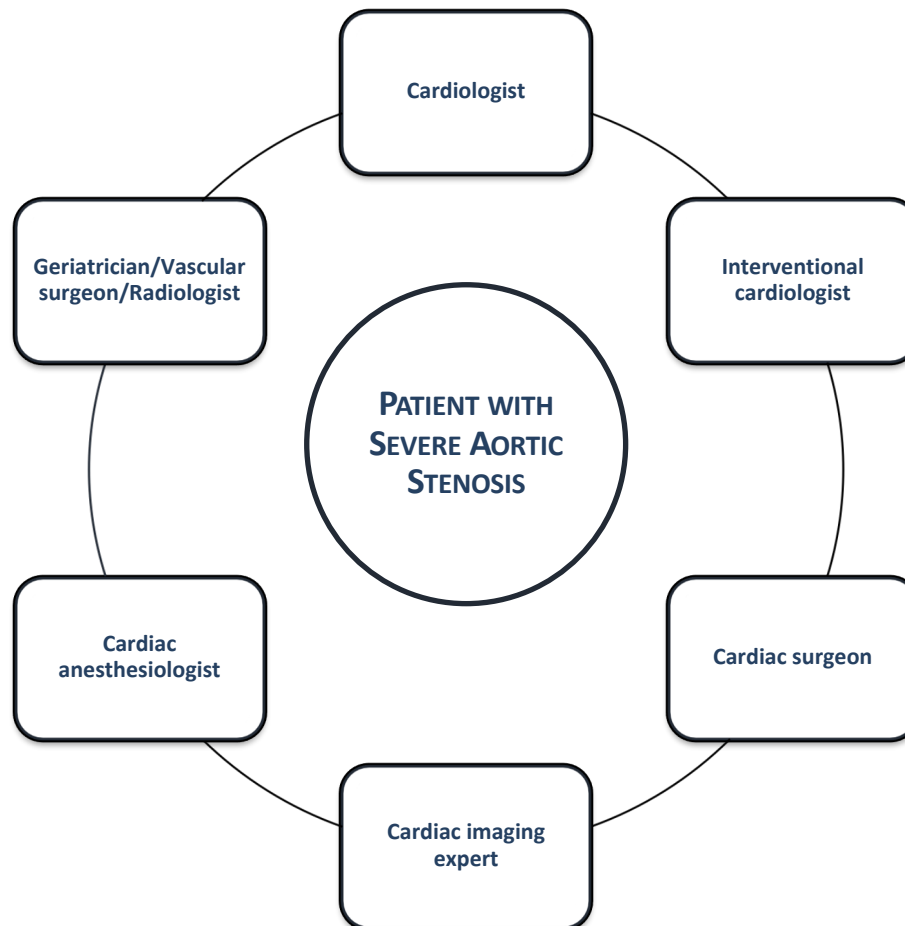 Cardiologist
Geriatrician/Vascular
surgeon/Radiologist
Interventional
cardiologist
PATIENT WITH
SEVERE AORTIC
STENOSIS
Cardiac
anesthesiologist
Cardiac surgeon
Cardiac imaging
expert